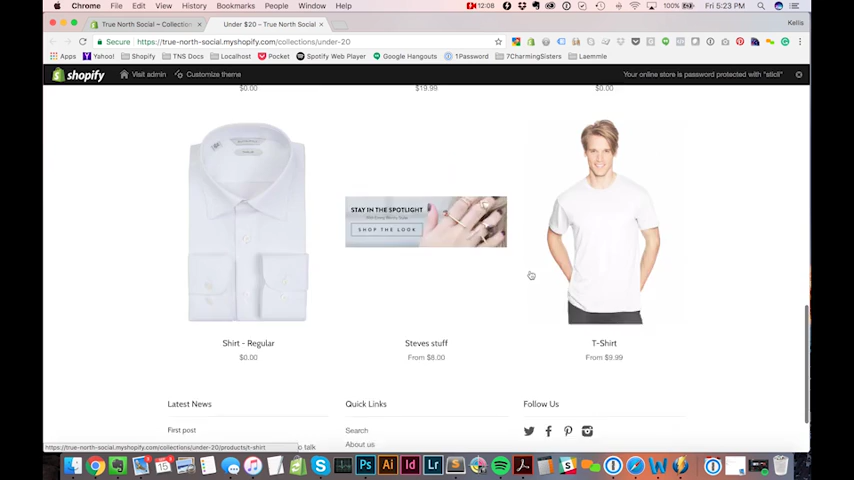 Chrome File Edit View History Bookmarks People Window Help
12:08
100%
Fri 5:23 PM
True North Social – Collection
Under $20 – True North Social
Kellis
Secure
https://true-north-social.myshopify.com/collections/under-20
Apps Yahoo! Shopify TNS Docs Localhost Pocket Spotify Web Player Google Hangouts 1Password 7CharmingSisters Laemmle
shopify
Visit admin
Customize theme
Your online store is password protected with
$0.00
$19.99
$0.00
STAY IN THE SPOTLIGHT
SHOP THE LOOK
Shirt - Regular
Steves stuff
T-Shirt
$0.00
From $8.00
From $9.99
Latest News
Quick Links
Follow Us
First post
Search
About us
https://true-north-social.myshopify.com/collections/under-20/products/t-shirt
to talk